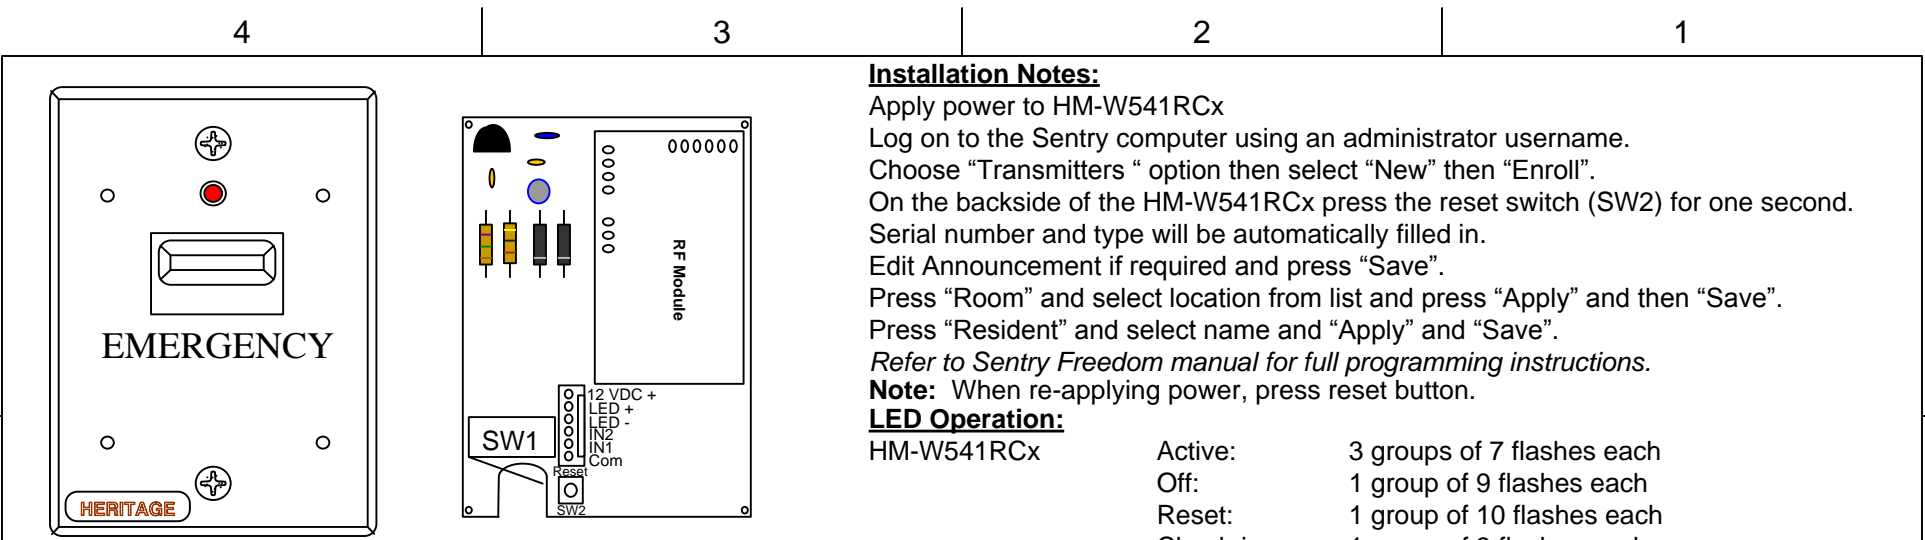 4 3 2 1
EMERGENCY
HERITAGE
RF Module
12 VDC +
LED +
LED -
IN2
IN1
Com
SW1
Reset
SW2
Installation Notes:
Apply power to HM-W541RCx
Log on to the Sentry computer using an administrator username.
Choose “Transmitters “ option then select “New” then “Enroll”.
On the backside of the HM-W541RCx press the reset switch (SW2) for one second.
Serial number and type will be automatically filled in.
Edit Announcement if required and press “Save”.
Press “Room” and select location from list and press “Apply” and then “Save”.
Press “Resident” and select name and “Apply” and “Save”.
Refer to Sentry Freedom manual for full programming instructions.
Note: When re-applying power, press reset button.
LED Operation:
HM-W541RCx Active: 3 groups of 7 flashes each
Off: 1 group of 9 flashes each
Reset: 1 group of 10 flashes each